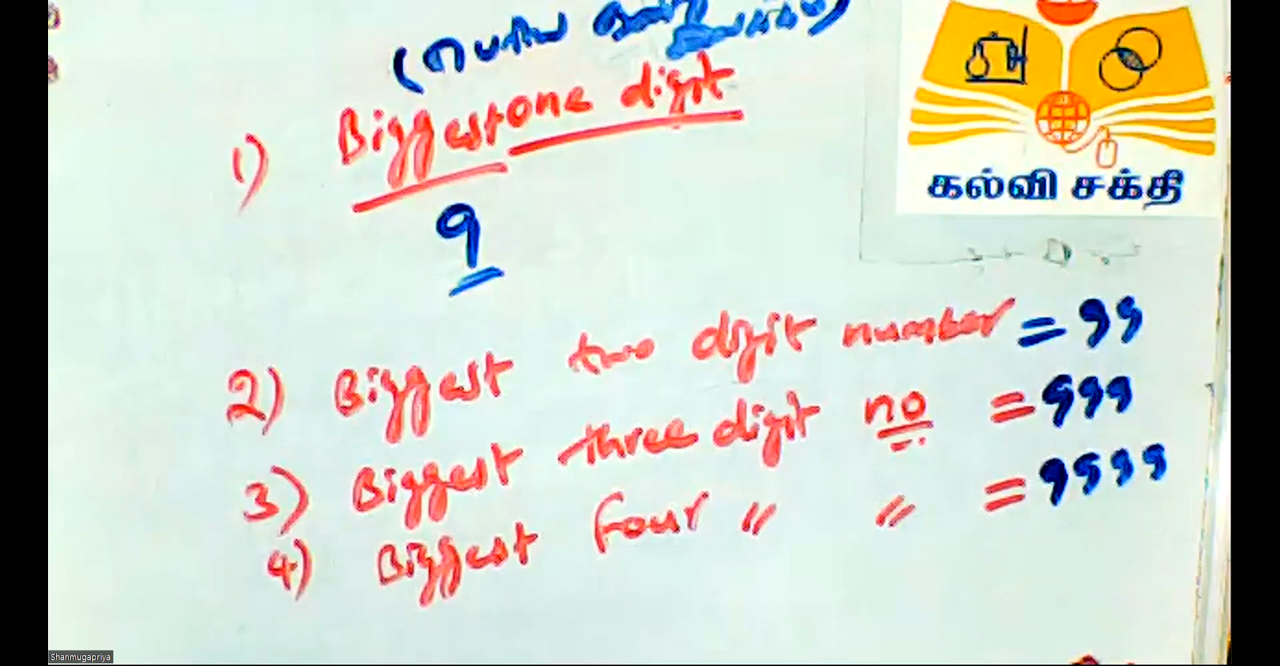 (பெரிய
1) Biggest one digit
9
2) Biggest two digit number = 99
3) Biggest three digit no = 999
4) Biggest four " " = 9999
கல்வி சக்தி
Shanmugapriya